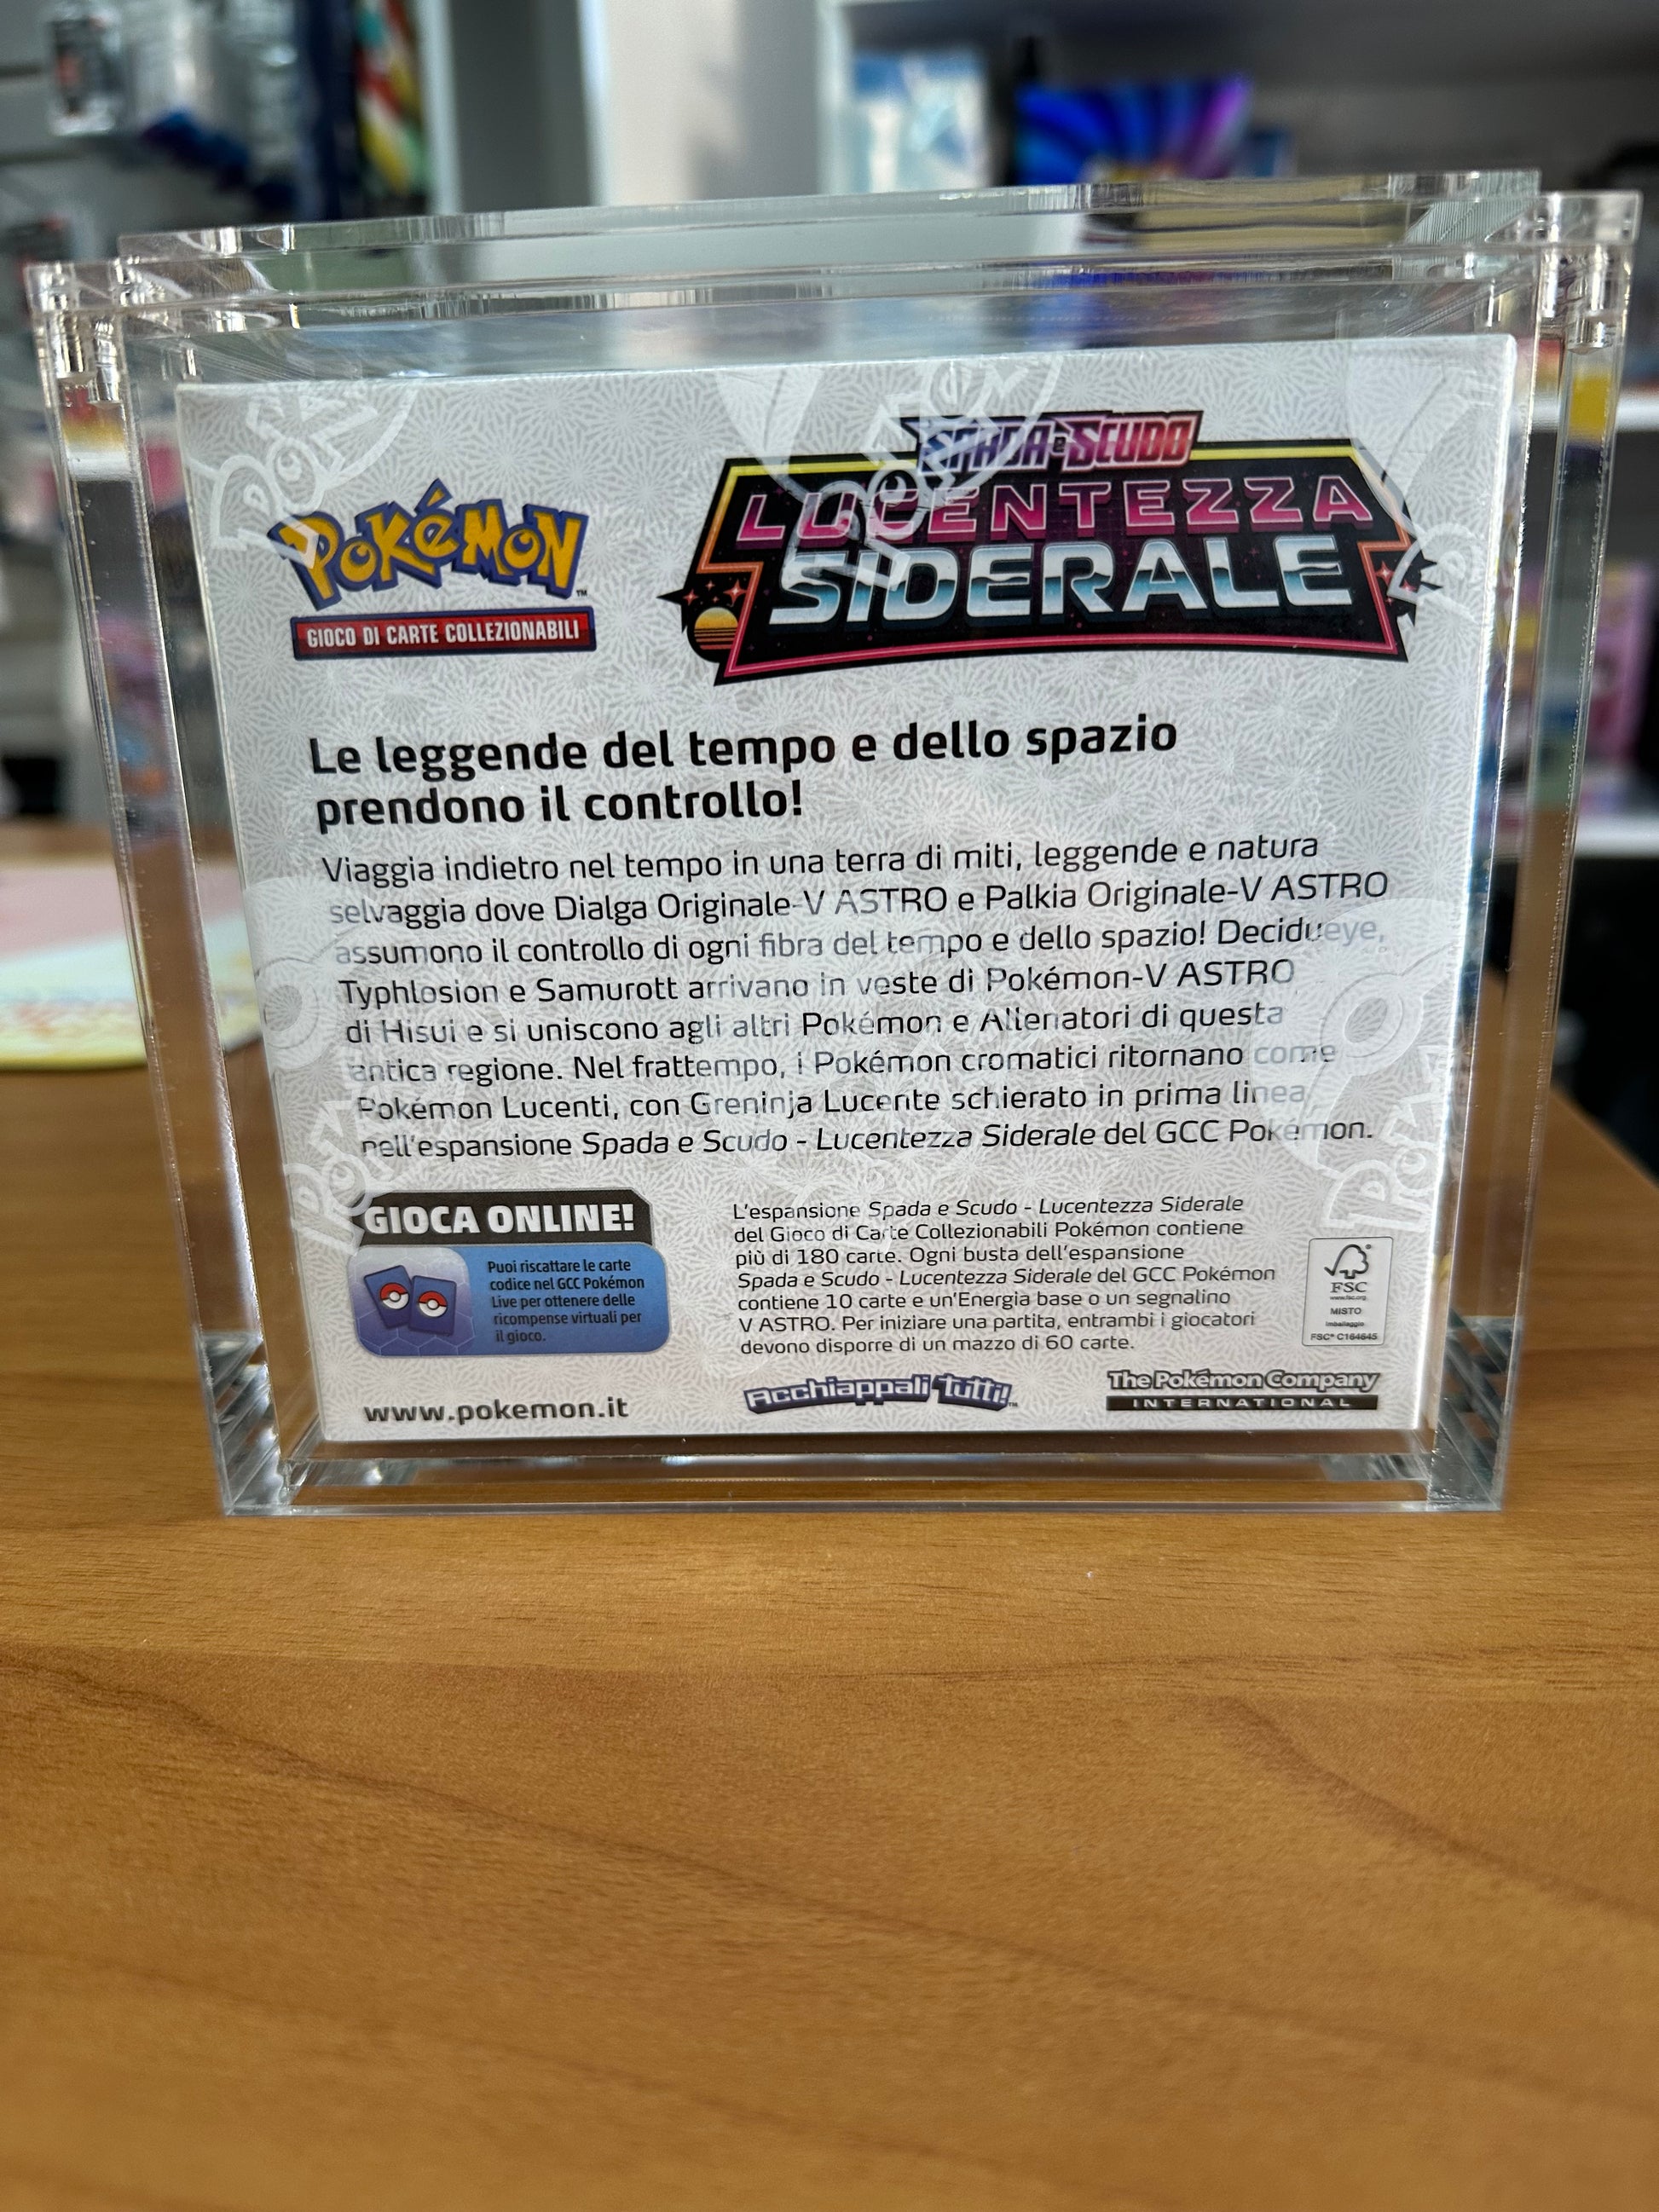 SPADA e SCUDO
LUCENTEZZA
SIDERALE
POKéMON™
GIOCO DI CARTE COLLEZIONABILI
Le leggende del tempo e dello spazio
prendono il controllo!
Viaggia indietro nel tempo in una terra di miti, leggende e natura
selvaggia dove Dialga Originale-V ASTRO e Palkia Originale-V ASTRO
assumono il controllo di ogni fibra del tempo e dello spazio! Decidueye,
Typhlosion e Samurott arrivano in veste di Pokémon-V ASTRO
di Hisui e si uniscono agli altri Pokémon e Allenatori di questa
antica regione. Nel frattempo, i Pokémon cromatici ritornano come
Pokémon Lucenti, con Greninja Lucente schierato in prima linea
nell'espansione Spada e Scudo - Lucentezza Siderale del GCC Pokémon.
GIOCA ONLINE!
Puoi riscattare le carte
codice nel GCC Pokémon
Live per ottenere delle
ricompense virtuali per
il gioco.
L'espansione Spada e Scudo - Lucentezza Siderale
del Gioco di Carte Collezionabili Pokémon contiene
più di 180 carte. Ogni busta dell'espansione
Spada e Scudo - Lucentezza Siderale del GCC Pokémon
contiene 10 carte e un'Energia base o un segnalino
V ASTRO. Per iniziare una partita, entrambi i giocatori
devono disporre di un mazzo di 60 carte.
FSC
www.fsc.org
MISTO
Imballaggio
FSC® C164645
www.pokemon.it
Acchiappali Tutti!™
The Pokémon Company
INTERNATIONAL